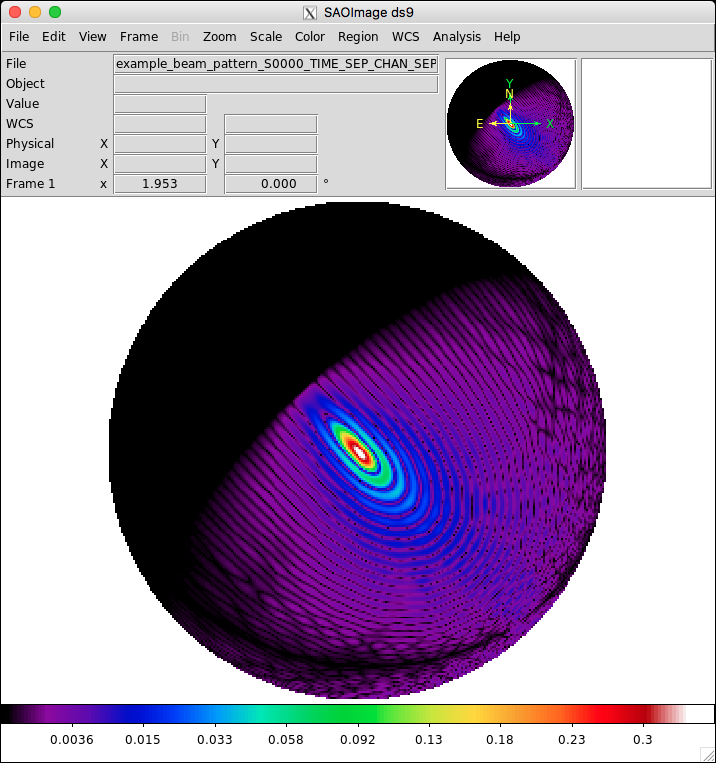 SAOImage ds9
File Edit View Frame Bin Zoom Scale Color Region WCS Analysis Help
File example_beam_pattern_S0000_TIME_SEP_CHAN_SEP
Object
Value
WCS
Physical X Y
Image X Y
Frame 1 x 1.953 0.000 °
Y
N
E X
0.0036 0.015 0.033 0.058 0.092 0.13 0.18 0.23 0.3